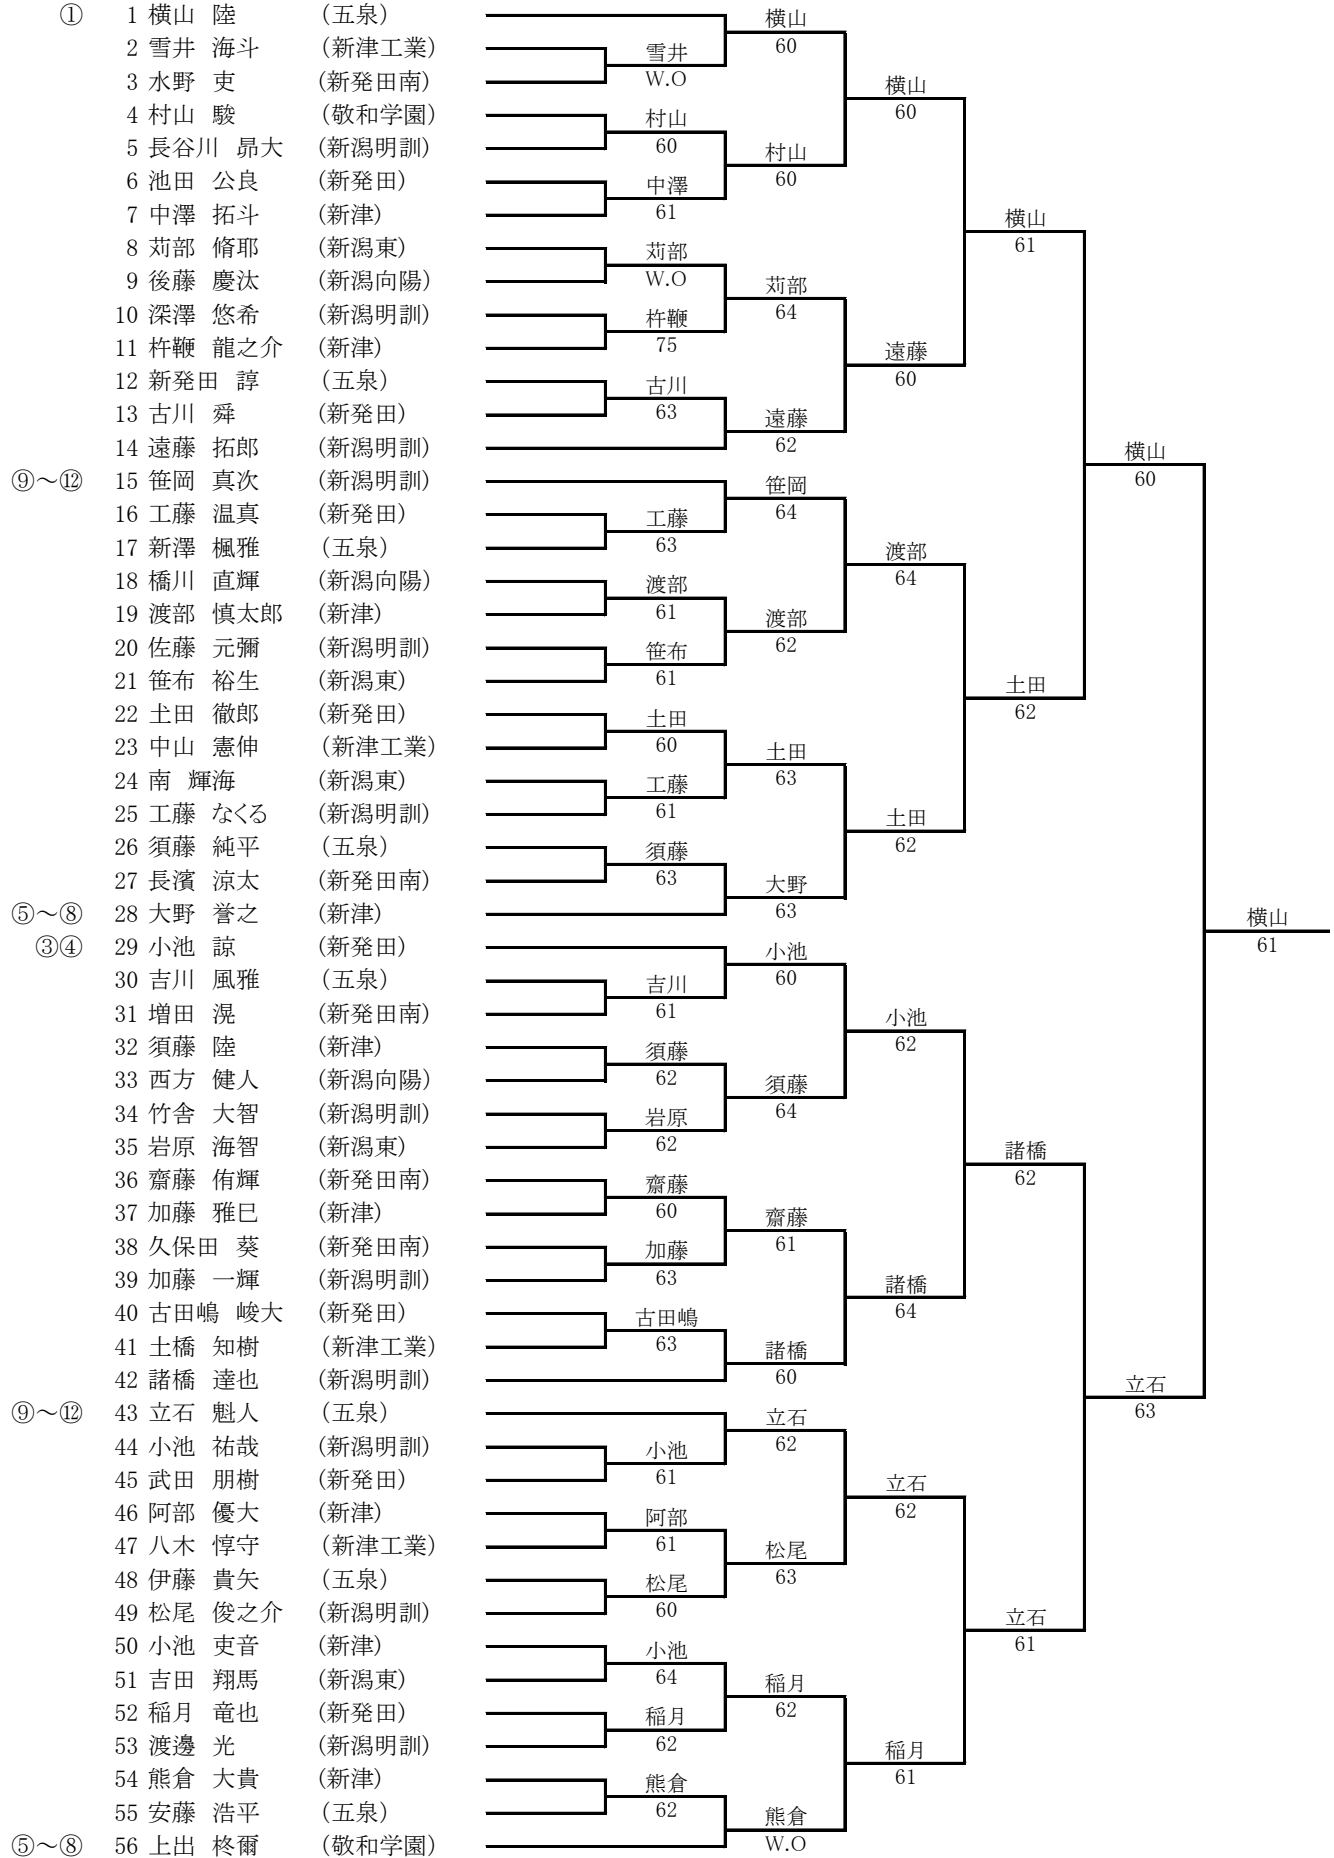 ① 1 横山 陸 (五泉)
2 雪井 海斗 (新津工業)
3 水野 吏 (新発田南)
4 村山 駿 (敬和学園)
5 長谷川 昴大 (新潟明訓)
6 池田 公良 (新発田)
7 中澤 拓斗 (新津)
8 苅部 脩耶 (新潟東)
9 後藤 慶汰 (新潟向陽)
10 深澤 悠希 (新潟明訓)
11 杵鞭 龍之介 (新津)
12 新発田 諄 (五泉)
13 古川 舜 (新発田)
14 遠藤 拓郎 (新潟明訓)
⑨～⑫ 15 笹岡 真次 (新潟明訓)
16 工藤 温真 (新発田)
17 新澤 楓雅 (五泉)
18 橋川 直輝 (新潟向陽)
19 渡部 慎太郎 (新津)
20 佐藤 元彌 (新潟明訓)
21 笹布 裕生 (新潟東)
22 土田 徹郎 (新発田)
23 中山 憲伸 (新津工業)
24 南 輝海 (新潟東)
25 工藤 なくる (新潟明訓)
26 須藤 純平 (五泉)
27 長濱 涼太 (新発田南)
⑤～⑧ 28 大野 誉之 (新津)
③④ 29 小池 諒 (新発田)
30 吉川 風雅 (五泉)
31 増田 滉 (新発田南)
32 須藤 陸 (新津)
33 西方 健人 (新潟向陽)
34 竹舎 大智 (新潟明訓)
35 岩原 海智 (新潟東)
36 齋藤 侑輝 (新発田南)
37 加藤 雅巳 (新津)
38 久保田 葵 (新発田南)
39 加藤 一輝 (新潟明訓)
40 古田嶋 峻大 (新発田)
41 土橋 知樹 (新津工業)
42 諸橋 達也 (新潟明訓)
⑨～⑫ 43 立石 魁人 (五泉)
44 小池 祐哉 (新潟明訓)
45 武田 朋樹 (新発田)
46 阿部 優大 (新津)
47 八木 惇守 (新津工業)
48 伊藤 貴矢 (五泉)
49 松尾 俊之介 (新潟明訓)
50 小池 吏音 (新津)
51 吉田 翔馬 (新潟東)
52 稲月 竜也 (新発田)
53 渡邊 光 (新潟明訓)
54 熊倉 大貴 (新津)
55 安藤 浩平 (五泉)
⑤～⑧ 56 上出 柊爾 (敬和学園)
雪井
W.O
村山
60
中澤
61
苅部
W.O
杵鞭
75
古川
63
工藤
63
渡部
61
笹布
61
土田
60
工藤
61
須藤
63
吉川
61
須藤
62
岩原
62
齋藤
60
加藤
63
古田嶋
63
小池
61
阿部
61
松尾
60
小池
64
稲月
62
熊倉
62
横山
60
村山
60
苅部
64
遠藤
62
笹岡
64
渡部
62
土田
63
大野
63
小池
60
須藤
64
齋藤
61
諸橋
60
立石
62
松尾
63
稲月
62
熊倉
W.O
横山
60
遠藤
60
渡部
64
土田
62
小池
62
諸橋
64
立石
62
稲月
61
横山
61
土田
62
諸橋
62
立石
61
横山
60
立石
63
横山
61